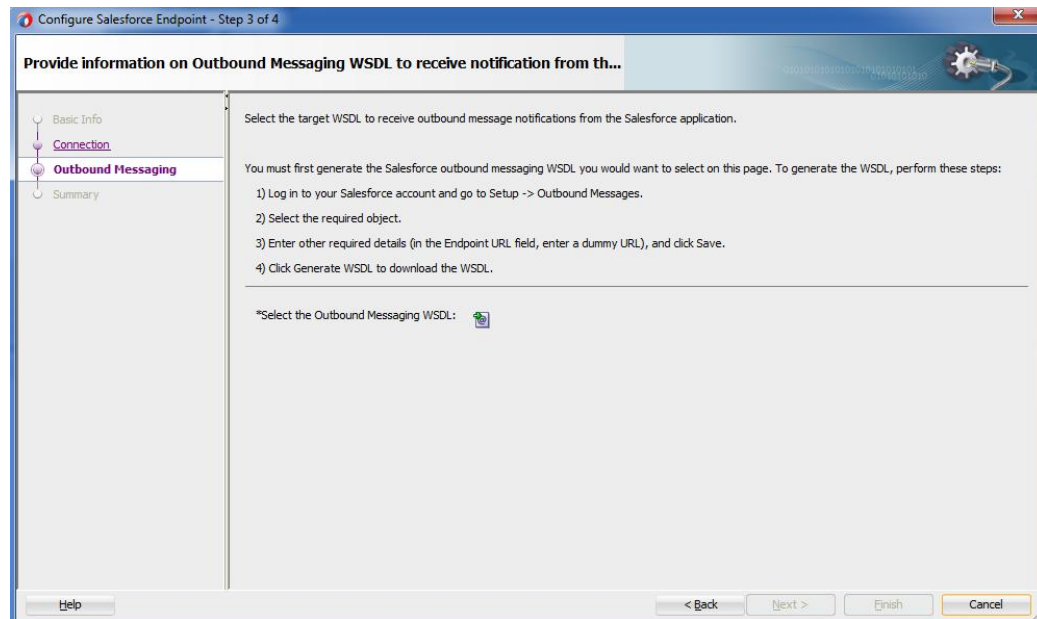 Configure Salesforce Endpoint - Step 3 of 4
Provide information on Outbound Messaging WSDL to receive notification from th...
Basic Info
Connection
Outbound Messaging
Summary
Select the target WSDL to receive outbound message notifications from the Salesforce application.
You must first generate the Salesforce outbound messaging WSDL you would want to select on this page. To generate the WSDL, perform these steps:
1) Log in to your Salesforce account and go to Setup -> Outbound Messages.
2) Select the required object.
3) Enter other required details (in the Endpoint URL field, enter a dummy URL), and click Save.
4) Click Generate WSDL to download the WSDL.
*Select the Outbound Messaging WSDL:
Help
< Back
Next >
Finish
Cancel